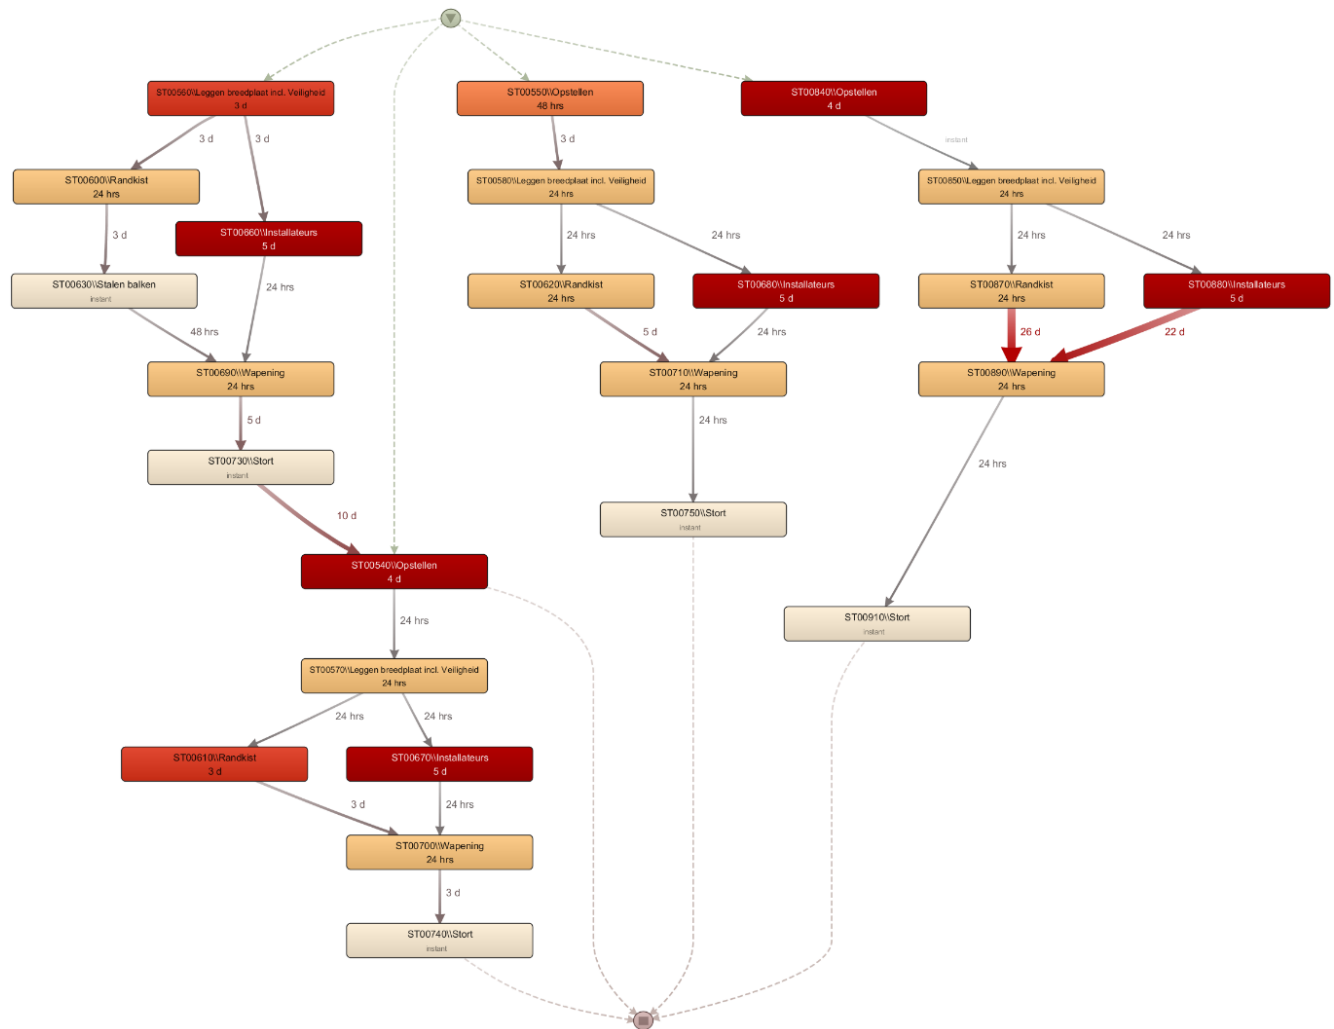 ST00560\\Leggen breedplaat incl. Veiligheid
3 d
ST00550\\Opstellen
48 hrs
ST00840\\Opstellen
4 d
3 d
3 d
3 d
instant
ST00600\\Randkist
24 hrs
ST00580\\Leggen breedplaat incl. Veiligheid
24 hrs
ST00850\\Leggen breedplaat incl. Veiligheid
24 hrs
ST00660\\Installateurs
5 d
3 d
24 hrs
24 hrs
24 hrs
24 hrs
ST00630\\Stalen balken
instant
24 hrs
ST00620\\Randkist
24 hrs
ST00680\\Installateurs
5 d
ST00870\\Randkist
24 hrs
ST00880\\Installateurs
5 d
48 hrs
5 d
24 hrs
26 d
22 d
ST00690\\Wapening
24 hrs
ST00710\\Wapening
24 hrs
ST00890\\Wapening
24 hrs
5 d
24 hrs
ST00730\\Stort
instant
24 hrs
10 d
ST00750\\Stort
instant
ST00540\\Opstellen
4 d
24 hrs
ST00910\\Stort
instant
ST00570\\Leggen breedplaat incl. Veiligheid
24 hrs
24 hrs
24 hrs
ST00610\\Randkist
3 d
ST00670\\Installateurs
5 d
3 d
24 hrs
ST00700\\Wapening
24 hrs
3 d
ST00740\\Stort
instant